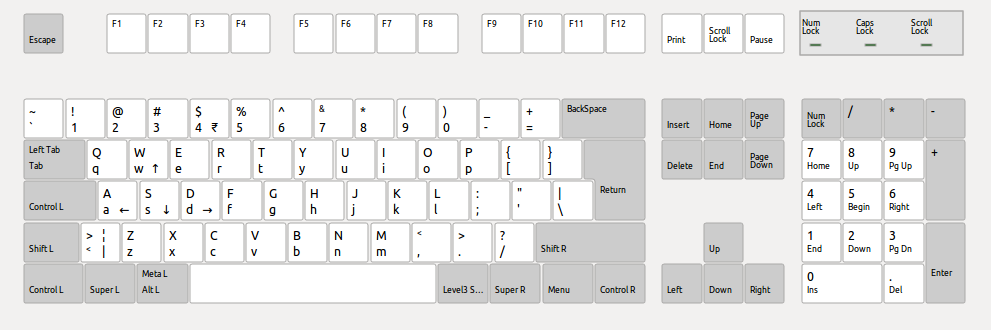 Escape F1 F2 F3 F4 F5 F6 F7 F8 F9 F10 F11 F12 Print Scroll Lock Pause Num Lock Caps Lock Scroll Lock
~ ! @ # $ % ^ & * ( ) _ + BackSpace
` 1 2 3 4 ₹ 5 6 7 8 9 0 - = Insert Home Page Up Num Lock / * -
Left Tab Q W E R T Y U I O P { }
Tab q w ↑ e r t y u i o p [ ] Delete End Page Down 7 Home 8 Up 9 Pg Up +
A S D F G H J K L : " | Return
Control L a ← s ↓ d → f g h j k l ; ' \ 4 Left 5 Begin 6 Right
> ¦ Z X C V B N M < > ?
Shift L < | z x c v b n m , . / Shift R Up 1 End 2 Down 3 Pg Dn Enter
Meta L
Control L Super L Alt L Level3 S... Super R Menu Control R Left Down Right 0 Ins . Del